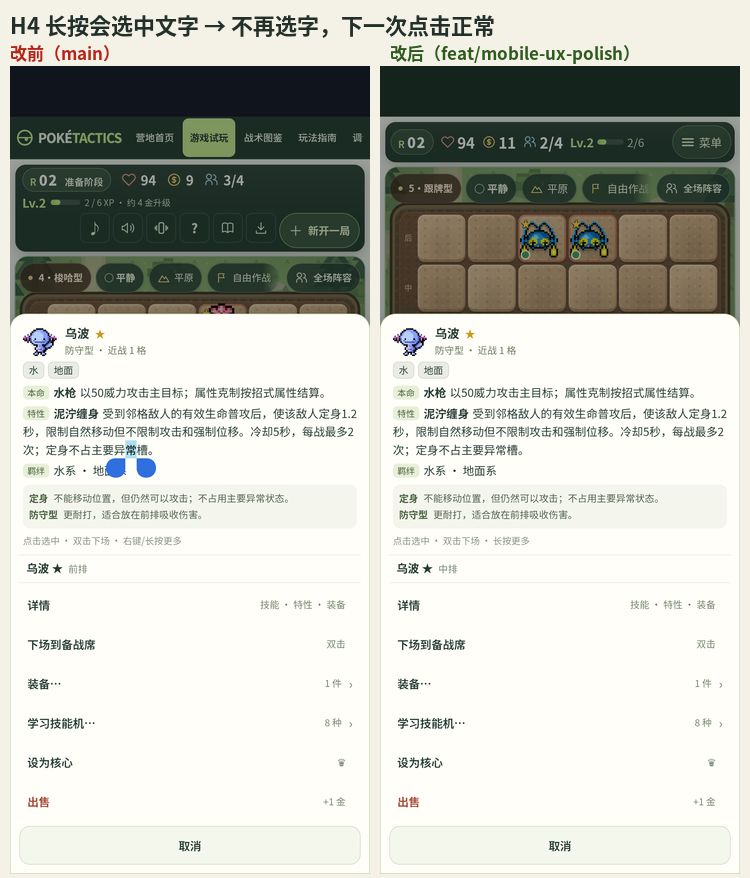 H4 长按会选中文字 → 不再选字，下一次点击正常
改前（main）
POKÉTACTICS 营地首页 游戏试玩 战术图鉴 玩法指南 调
R 02 准备阶段 94 9 3/4
Lv.2 2/6 XP · 约4金升级
? 新开一局
4·梭哈型 平静 平原 自由作战 全场阵容
乌波 ★
防守型 · 近战1格
水 地面
本命 水枪 以50威力攻击主目标；属性克制按招式属性结算。
特性 泥泞缠身 受到邻格敌人的有效生命普攻后，使该敌人定身1.2
秒，限制自然移动但不限制攻击和强制位移。冷却5秒，每战最多2
次；定身不占主要异常槽。
羁绊 水系 · 地面
定身 不能移动位置，但仍然可以攻击；不占用主要异常状态。
防守型 更耐打，适合放在前排吸收伤害。
点击选中 · 双击下场 · 右键/长按更多
乌波 ★ 前排
详情 技能 · 特性 · 装备
下场到备战席 双击
装备… 1件 ›
学习技能机… 8种 ›
设为核心 ♛
出售 +1金
取消
改后（feat/mobile-ux-polish）
R 02 94 11 2/4 Lv.2 2/6 菜单
5·跟牌型 平静 平原 自由作战 全场阵容
后
中
乌波 ★
防守型 · 近战1格
水 地面
本命 水枪 以50威力攻击主目标；属性克制按招式属性结算。
特性 泥泞缠身 受到邻格敌人的有效生命普攻后，使该敌人定身1.2
秒，限制自然移动但不限制攻击和强制位移。冷却5秒，每战最多2
次；定身不占主要异常槽。
羁绊 水系 · 地面系
定身 不能移动位置，但仍然可以攻击；不占用主要异常状态。
防守型 更耐打，适合放在前排吸收伤害。
点击选中 · 双击下场 · 长按更多
乌波 ★ 中排
详情 技能 · 特性 · 装备
下场到备战席 双击
装备… 1件 ›
学习技能机… 8种 ›
设为核心 ♛
出售 +1金
取消